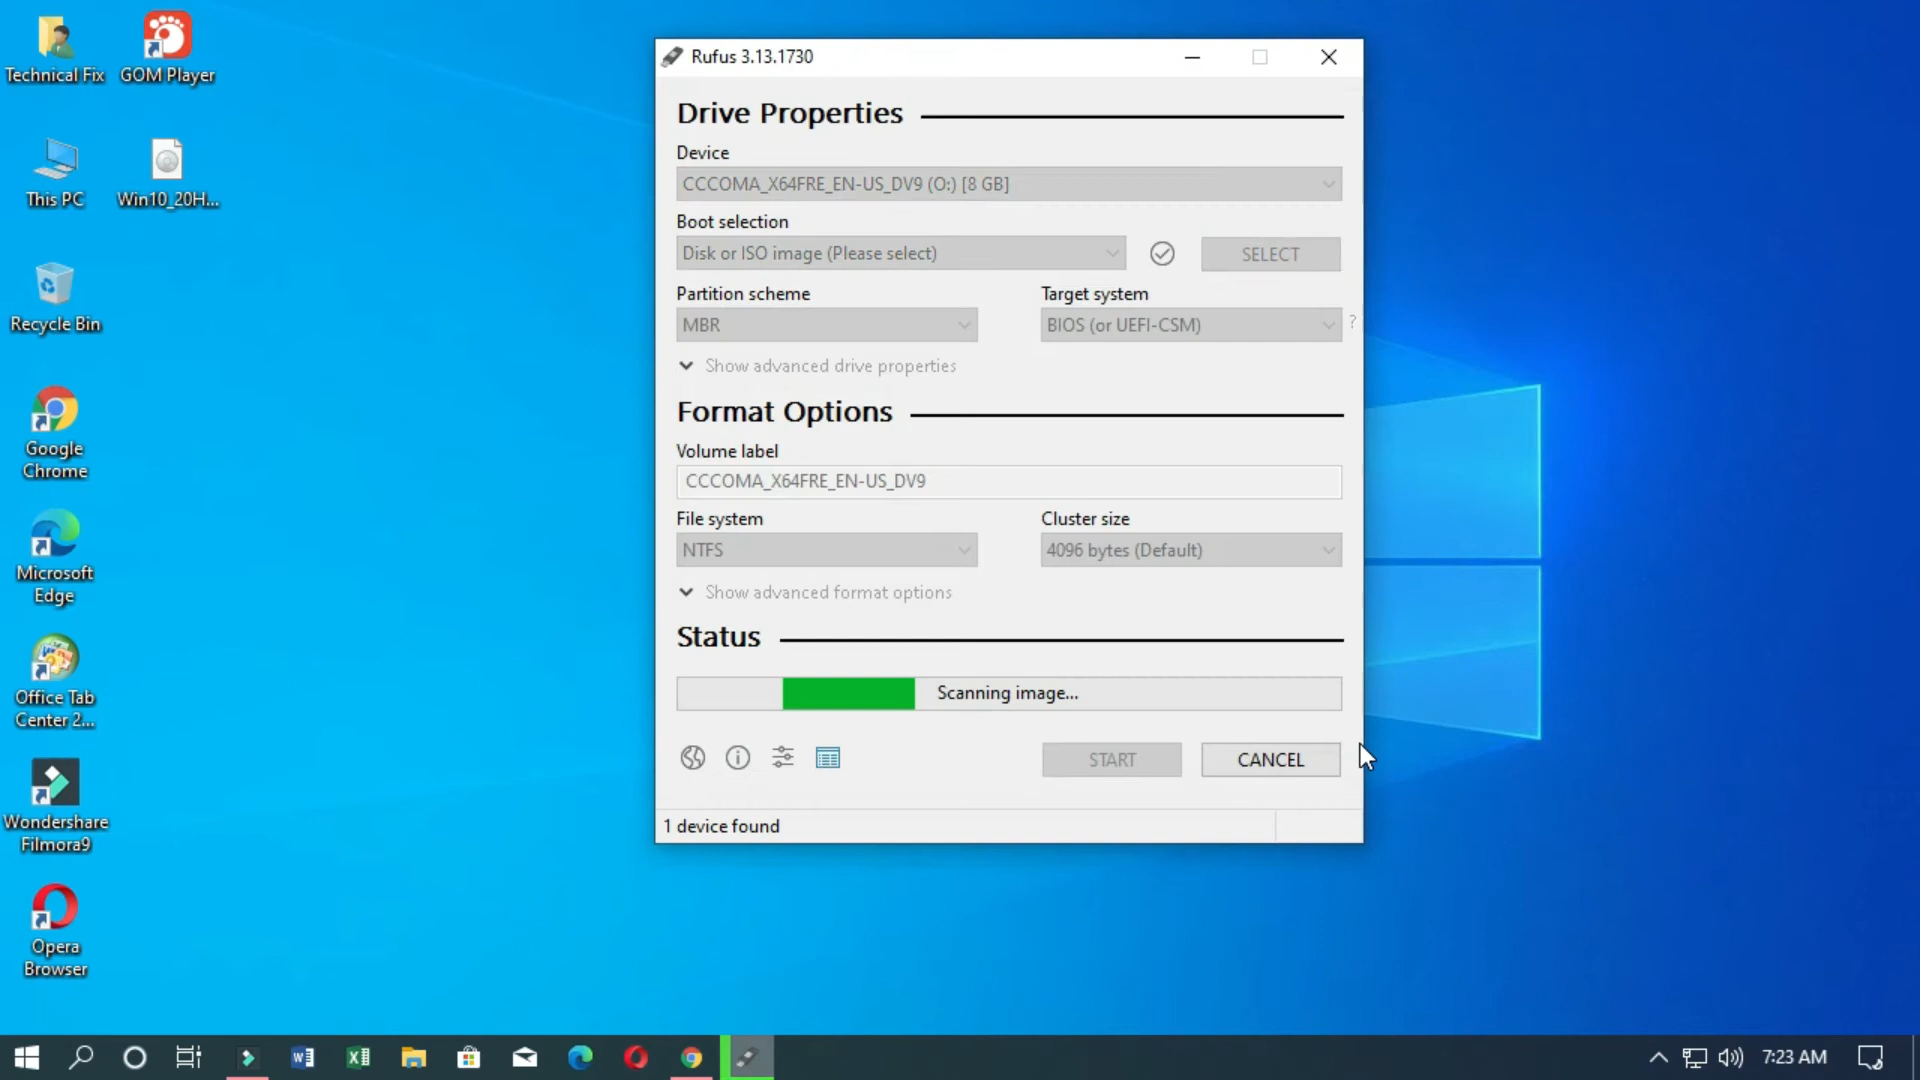 Technical Fix
GOM Player
This PC
Win10_20H...
Recycle Bin
Google
Chrome
Microsoft
Edge
Office Tab
Center 2...
Wondershare
Filmora9
Opera
Browser
Rufus 3.13.1730
Drive Properties
Device
CCCOMA_X64FRE_EN-US_DV9 (O:) [8 GB]
Boot selection
Disk or ISO image (Please select)
SELECT
Partition scheme
Target system
MBR
BIOS (or UEFI-CSM)
?
Show advanced drive properties
Format Options
Volume label
CCCOMA_X64FRE_EN-US_DV9
File system
Cluster size
NTFS
4096 bytes (Default)
Show advanced format options
Status
Scanning image...
START
CANCEL
1 device found
7:23 AM